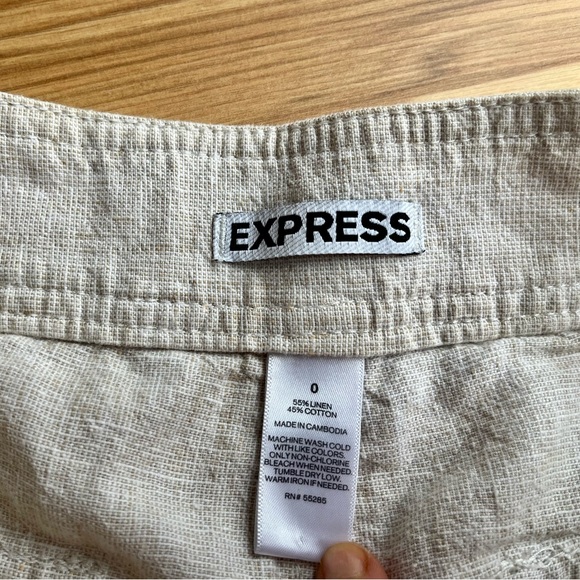 EXPRESS
0
55% LINEN
45% COTTON
MADE IN CAMBODIA
MACHINE WASH COLD
WITH LIKE COLORS.
ONLY NON-CHLORINE
BLEACH WHEN NEEDED.
TUMBLE DRY LOW.
WARM IRON IF NEEDED.
RN# 55285